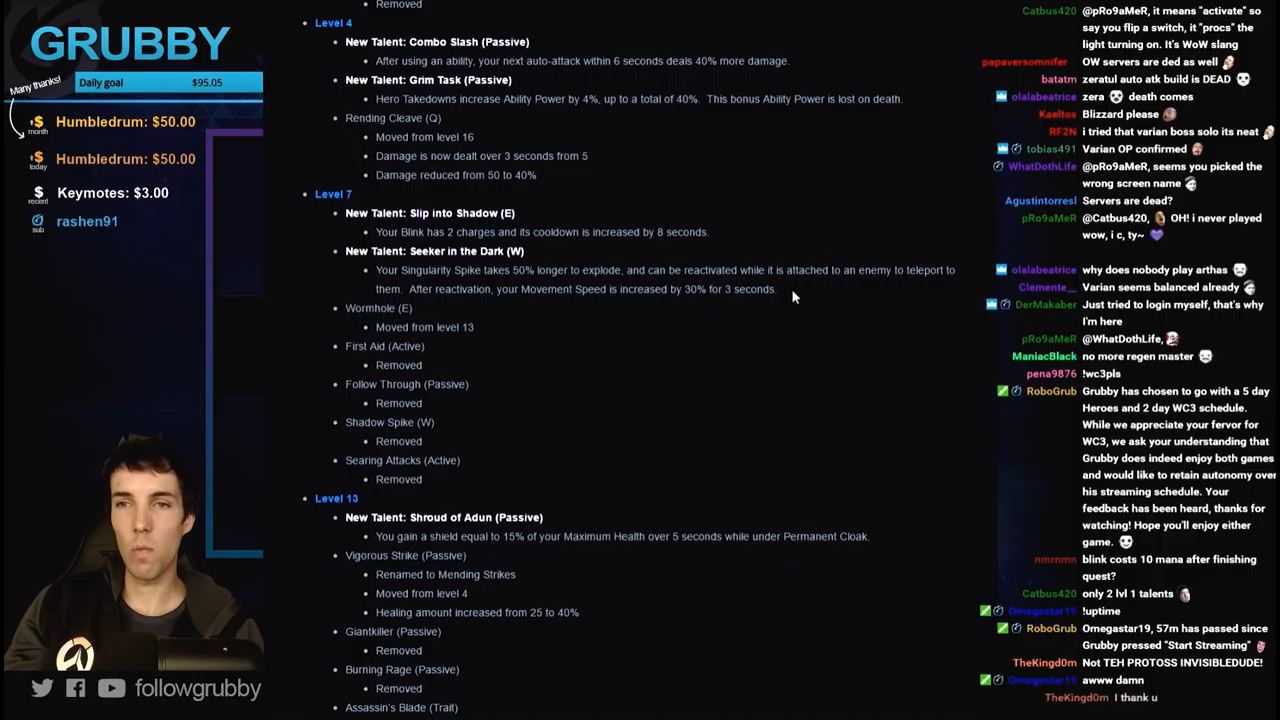 GRUBBY
Many thanks!
Daily goal $95.05
month Humbledrum: $50.00
today Humbledrum: $50.00
recent Keymotes: $3.00
sub rashen91
followgrubby
Removed
Level 4
New Talent: Combo Slash (Passive)
After using an ability, your next auto-attack within 6 seconds deals 40% more damage.
New Talent: Grim Task (Passive)
Hero Takedowns increase Ability Power by 4%, up to a total of 40%. This bonus Ability Power is lost on death.
Rending Cleave (Q)
Moved from level 16
Damage is now dealt over 3 seconds from 5
Damage reduced from 50 to 40%
Level 7
New Talent: Slip into Shadow (E)
Your Blink has 2 charges and its cooldown is increased by 8 seconds.
New Talent: Seeker in the Dark (W)
Your Singularity Spike takes 50% longer to explode, and can be reactivated while it is attached to an enemy to teleport to
them. After reactivation, your Movement Speed is increased by 30% for 3 seconds.
Wormhole (E)
Moved from level 13
First Aid (Active)
Removed
Follow Through (Passive)
Removed
Shadow Spike (W)
Removed
Searing Attacks (Active)
Removed
Level 13
New Talent: Shroud of Adun (Passive)
You gain a shield equal to 15% of your Maximum Health over 5 seconds while under Permanent Cloak.
Vigorous Strike (Passive)
Renamed to Mending Strikes
Moved from level 4
Healing amount increased from 25 to 40%
Giantkiller (Passive)
Removed
Burning Rage (Passive)
Removed
Assassin's Blade (Trait)
Catbus420 @pRo9aMeR, it means "activate" so
say you flip a switch, it "procs"
the light turning on. It's WoW slang
papaversomnifer OW servers are ded as well
batatm zeratul auto atk build is DEAD
olalabeatrice zera death comes
Kaeltos Blizzard please
RF2N i tried that varian boss solo its neat
tobias491 Varian OP confirmed
WhatDothLife @pRo9aMeR, seems you picked the
wrong screen name
Agustintorresl Servers are dead?
pRo9aMeR @Catbus420, OH! i never played
wow, i c, ty~
olalabeatrice why does nobody play arthas
Clemente__ Varian seems balanced already
DerMakaber Just tried to login myself, that's why
I'm here
pRo9aMeR @WhatDothLife,
ManiacBlack no more regen master
pena9876 !wc3pls
RoboGrub Grubby has chosen to go with a 5 day
Heroes and 2 day WC3 schedule.
While we appreciate your fervor for
WC3, we ask your understanding that
Grubby does indeed enjoy both games
and would like to retain autonomy over
his streaming schedule. Your
feedback has been heard, thanks for
watching! Hope you'll enjoy either
game.
nmrnmn blink costs 10 mana after finishing
quest?
Catbus420 only 2 lvl 1 talents
Omegastar19 !uptime
RoboGrub Omegastar19, 57m has passed since
Grubby pressed "Start Streaming"
TheKingd0m Not TEH PROTOSS INVISIBLEDUDE!
Omegastar19 awww damn
TheKingd0m I thank u